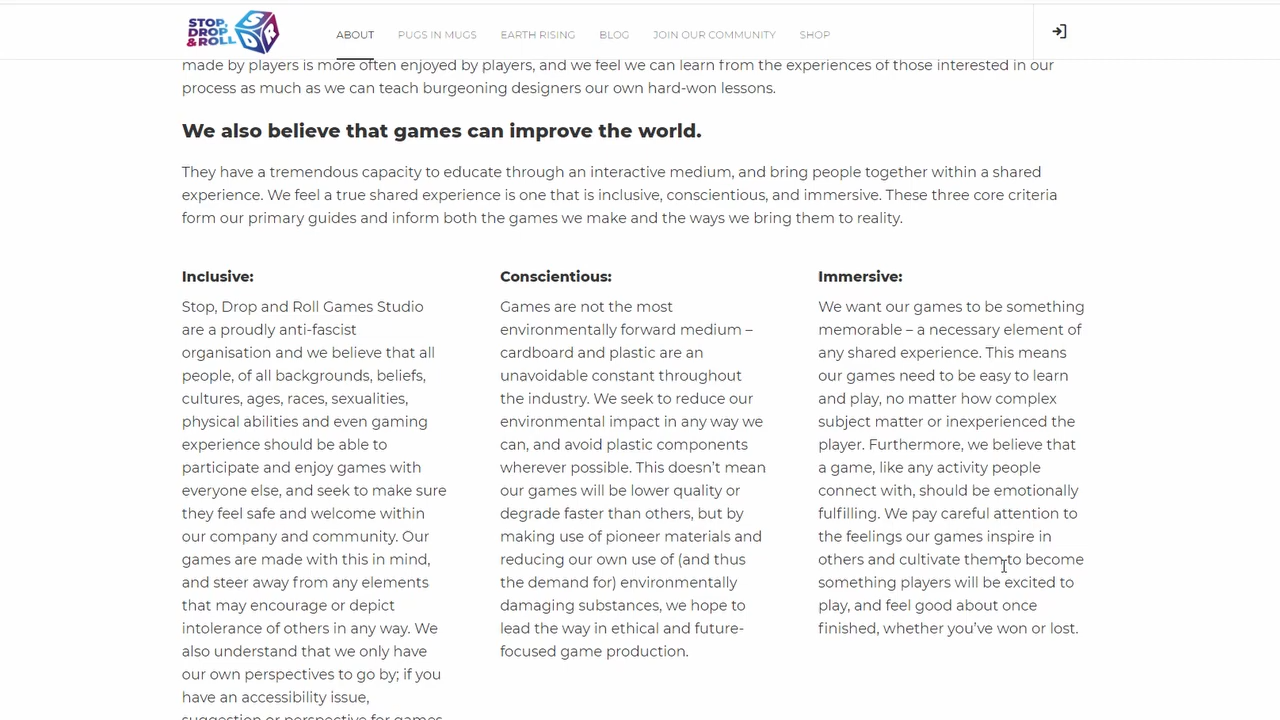 STOP, DROP & ROLL
ABOUT PUGS IN MUGS EARTH RISING BLOG JOIN OUR COMMUNITY SHOP
made by players is more often enjoyed by players, and we feel we can learn from the experiences of those interested in our
process as much as we can teach burgeoning designers our own hard-won lessons.
We also believe that games can improve the world.
They have a tremendous capacity to educate through an interactive medium, and bring people together within a shared
experience. We feel a true shared experience is one that is inclusive, conscientious, and immersive. These three core criteria
form our primary guides and inform both the games we make and the ways we bring them to reality.
Inclusive:
Stop, Drop and Roll Games Studio
are a proudly anti-fascist
organisation and we believe that all
people, of all backgrounds, beliefs,
cultures, ages, races, sexualities,
physical abilities and even gaming
experience should be able to
participate and enjoy games with
everyone else, and seek to make sure
they feel safe and welcome within
our company and community. Our
games are made with this in mind,
and steer away from any elements
that may encourage or depict
intolerance of others in any way. We
also understand that we only have
our own perspectives to go by; if you
have an accessibility issue,
suggestion or perspective for games
Conscientious:
Games are not the most
environmentally forward medium –
cardboard and plastic are an
unavoidable constant throughout
the industry. We seek to reduce our
environmental impact in any way we
can, and avoid plastic components
wherever possible. This doesn’t mean
our games will be lower quality or
degrade faster than others, but by
making use of pioneer materials and
reducing our own use of (and thus
the demand for) environmentally
damaging substances, we hope to
lead the way in ethical and future-
focused game production.
Immersive:
We want our games to be something
memorable – a necessary element of
any shared experience. This means
our games need to be easy to learn
and play, no matter how complex
subject matter or inexperienced the
player. Furthermore, we believe that
a game, like any activity people
connect with, should be emotionally
fulfilling. We pay careful attention to
the feelings our games inspire in
others and cultivate them to become
something players will be excited to
play, and feel good about once
finished, whether you’ve won or lost.